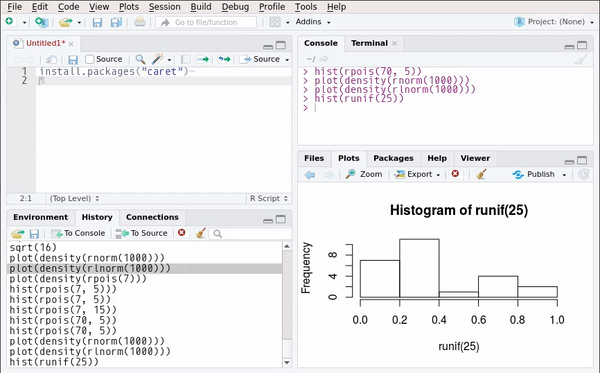 File Edit Code View Plots Session Build Debug Profile Tools Help
Go to file/function Addins Project: (None)
Untitled1*
Source Source
1 install.packages("caret")
2
2:1 (Top Level) R Script
Environment History Connections
To Console To Source
sqrt(16)
plot(density(rnorm(1000)))
plot(density(rlnorm(1000)))
plot(density(rpois(7)))
hist(rpois(7, 5)))
hist(rpois(7, 5))
hist(rpois(7, 15))
hist(rpois(70, 5))
hist(rpois(70, 5))
plot(density(rnorm(1000)))
plot(density(rlnorm(1000)))
hist(runif(25))
Console Terminal
~/
> hist(rpois(70, 5))
> plot(density(rnorm(1000)))
> plot(density(rlnorm(1000)))
> hist(runif(25))
>
Files Plots Packages Help Viewer
Zoom Export Publish
Histogram of runif(25)
Frequency
8
4
0
0.0 0.2 0.4 0.6 0.8 1.0
runif(25)